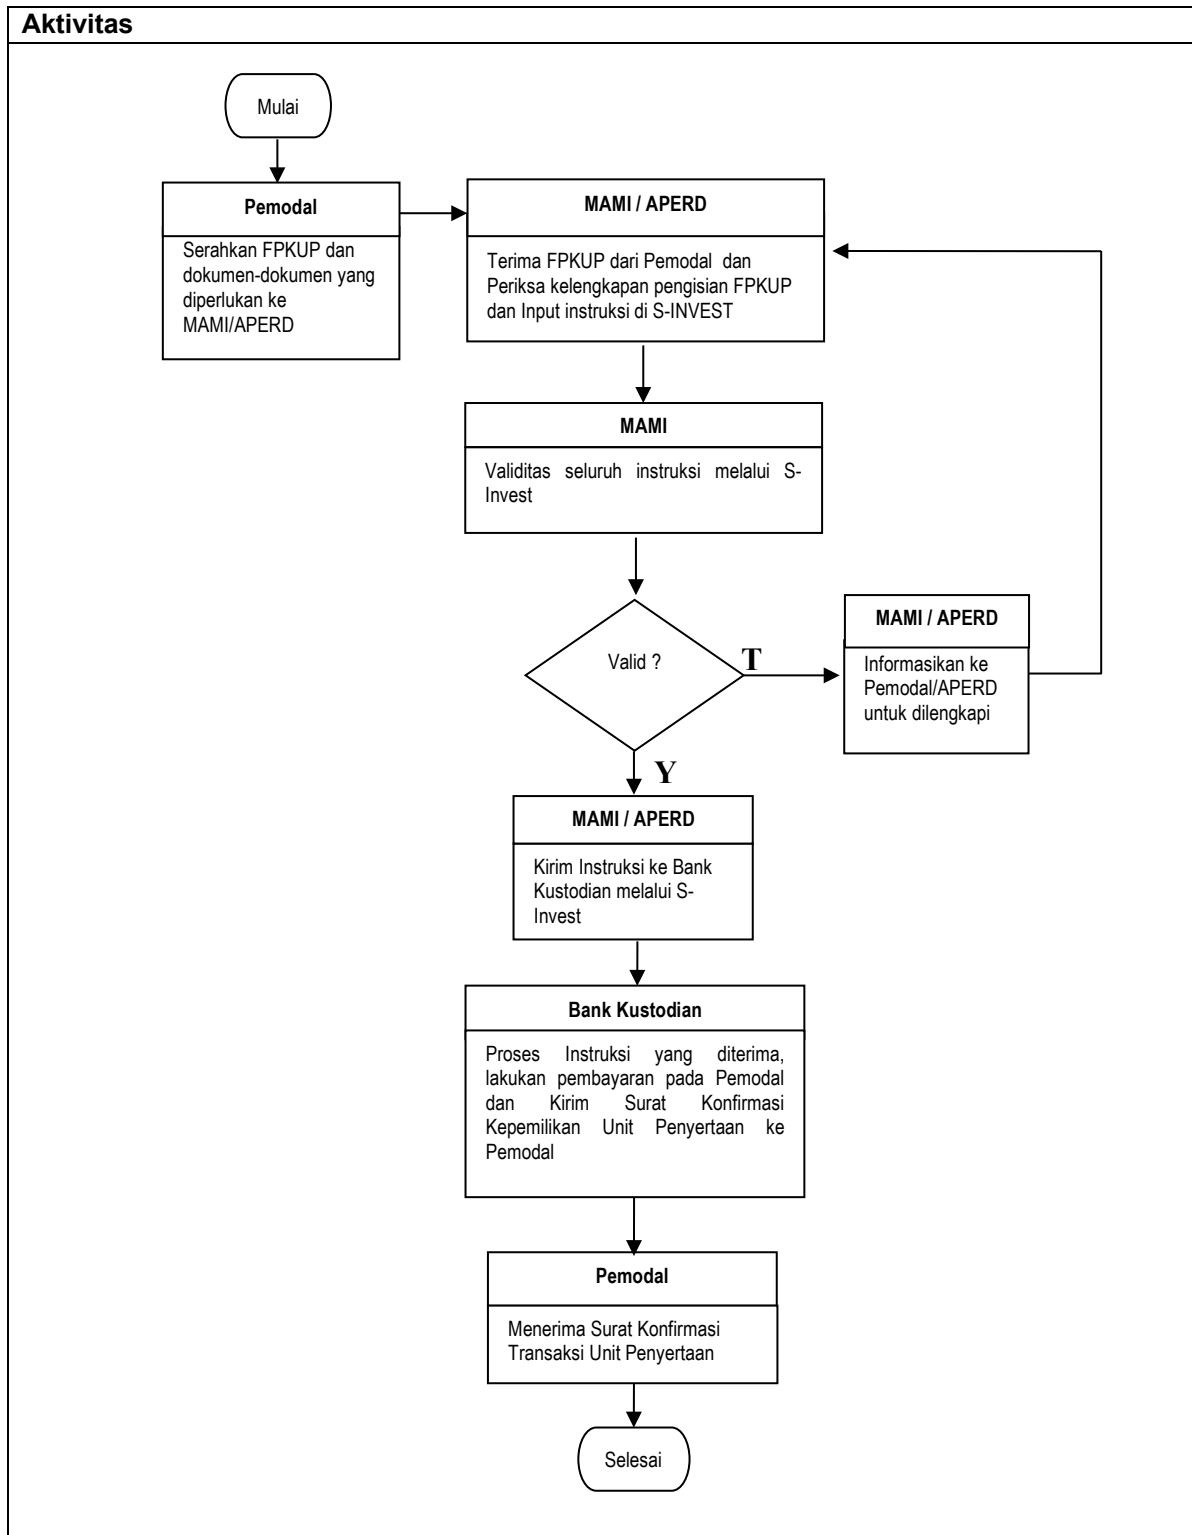 Aktivitas
Mulai
Pemodal
Serahkan FPKUP dan
dokumen-dokumen yang
diperlukan ke
MAMI/APERD
MAMI / APERD
Terima FPKUP dari Pemodal dan
Periksa kelengkapan pengisian FPKUP
dan Input instruksi di S-INVEST
MAMI
Validitas seluruh instruksi melalui S-
Invest
Valid ?
T
MAMI / APERD
Informasikan ke
Pemodal/APERD
untuk dilengkapi
Y
MAMI / APERD
Kirim Instruksi ke Bank
Kustodian melalui S-
Invest
Bank Kustodian
Proses Instruksi yang diterima,
lakukan pembayaran pada Pemodal
dan Kirim Surat Konfirmasi
Kepemilikan Unit Penyertaan ke
Pemodal
Pemodal
Menerima Surat Konfirmasi
Transaksi Unit Penyertaan
Selesai